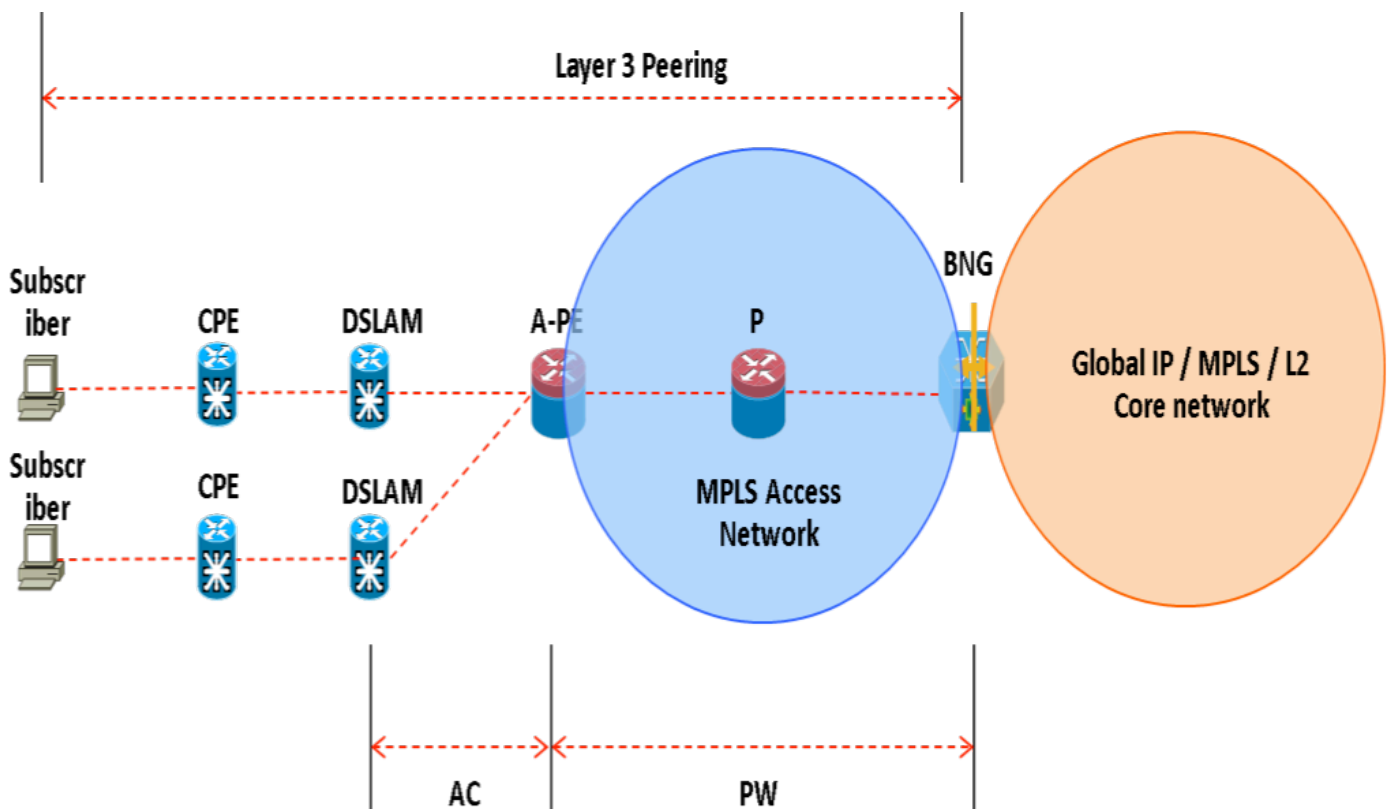 Layer 3 Peering
BNG
Subscr
iber
CPE
DSLAM
A-PE
P
Global IP / MPLS / L2
Core network
Subscr
iber
CPE
DSLAM
MPLS Access
Network
AC
PW